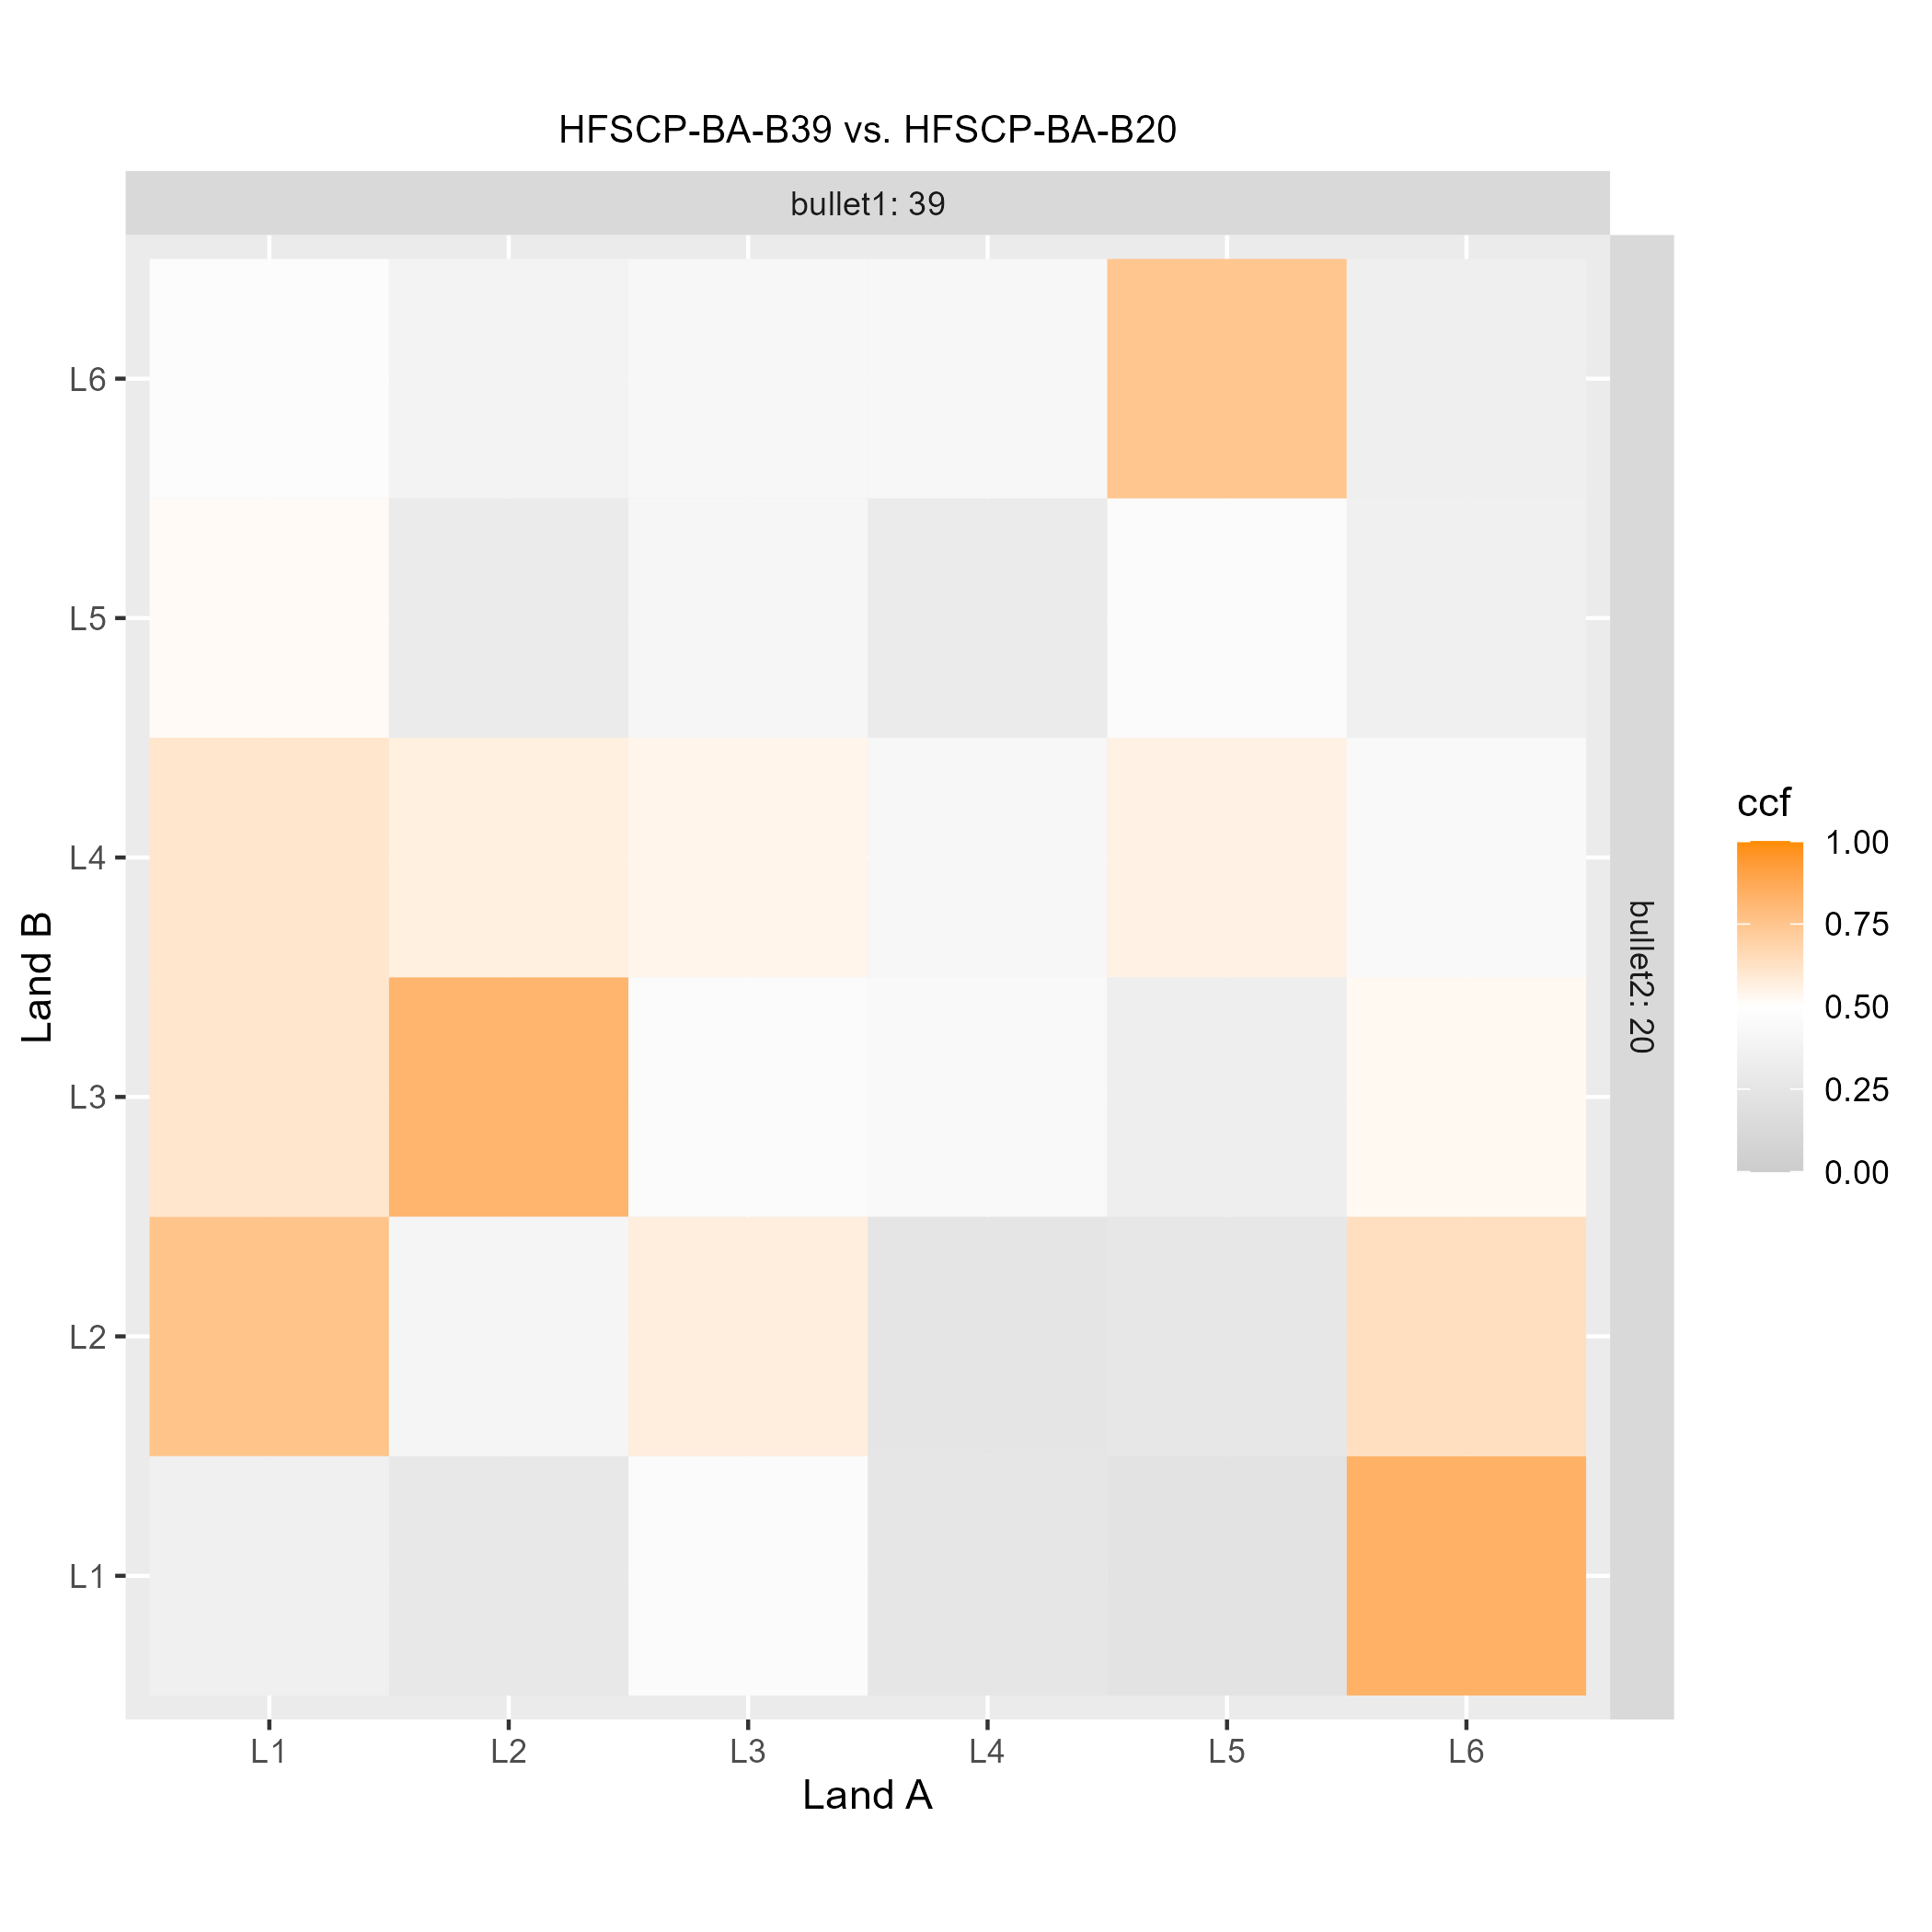 HFSCP-BA-B39 vs. HFSCP-BA-B20
bullet1: 39
L6
L5
L4
L3
L2
L1
Land B
bullet2: 20
L1 L2 L3 L4 L5 L6
Land A
ccf
1.00
0.75
0.50
0.25
0.00